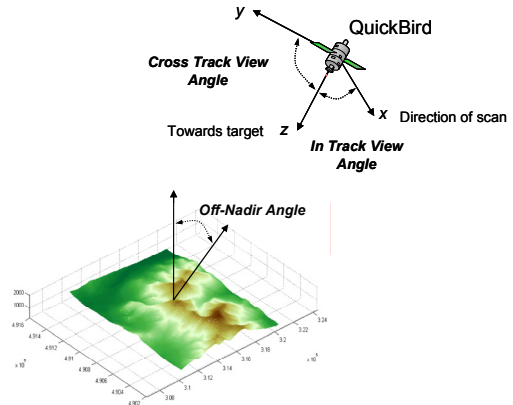 y
QuickBird
Cross Track View
Angle
x
Direction of scan
Towards target
z
In Track View
Angle
Off-Nadir Angle
2000
1000
4.916
4.914
4.912
4.91
4.908
4.906
4.904
4.902
x 10
3.08
3.1
3.12
3.14
3.16
3.18
3.2
3.22
3.24
x 10